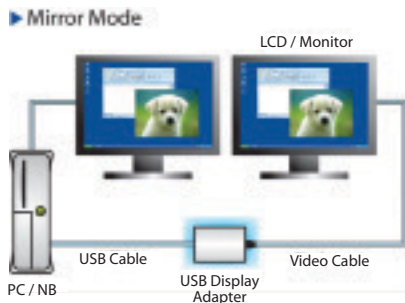 Mirror Mode
LCD / Monitor
USB Cable
Video Cable
PC / NB
USB Display
Adapter